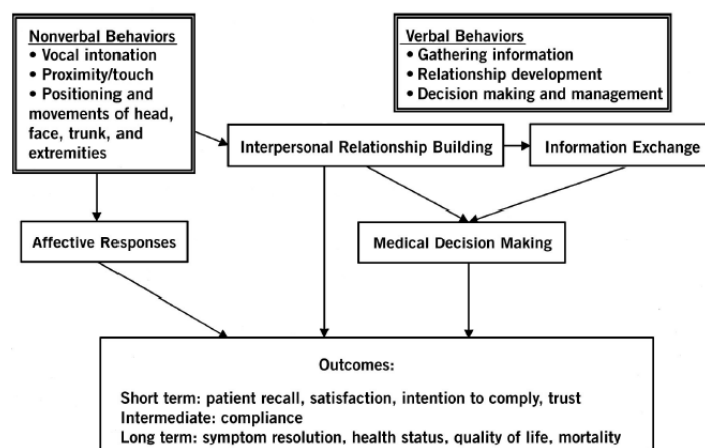 Nonverbal Behaviors
• Vocal intonation
• Proximity/touch
• Positioning and
movements of head,
face, trunk, and
extremities
Verbal Behaviors
• Gathering information
• Relationship development
• Decision making and management
Interpersonal Relationship Building
Information Exchange
Affective Responses
Medical Decision Making
Outcomes:
Short term: patient recall, satisfaction, intention to comply, trust
Intermediate: compliance
Long term: symptom resolution, health status, quality of life, mortality